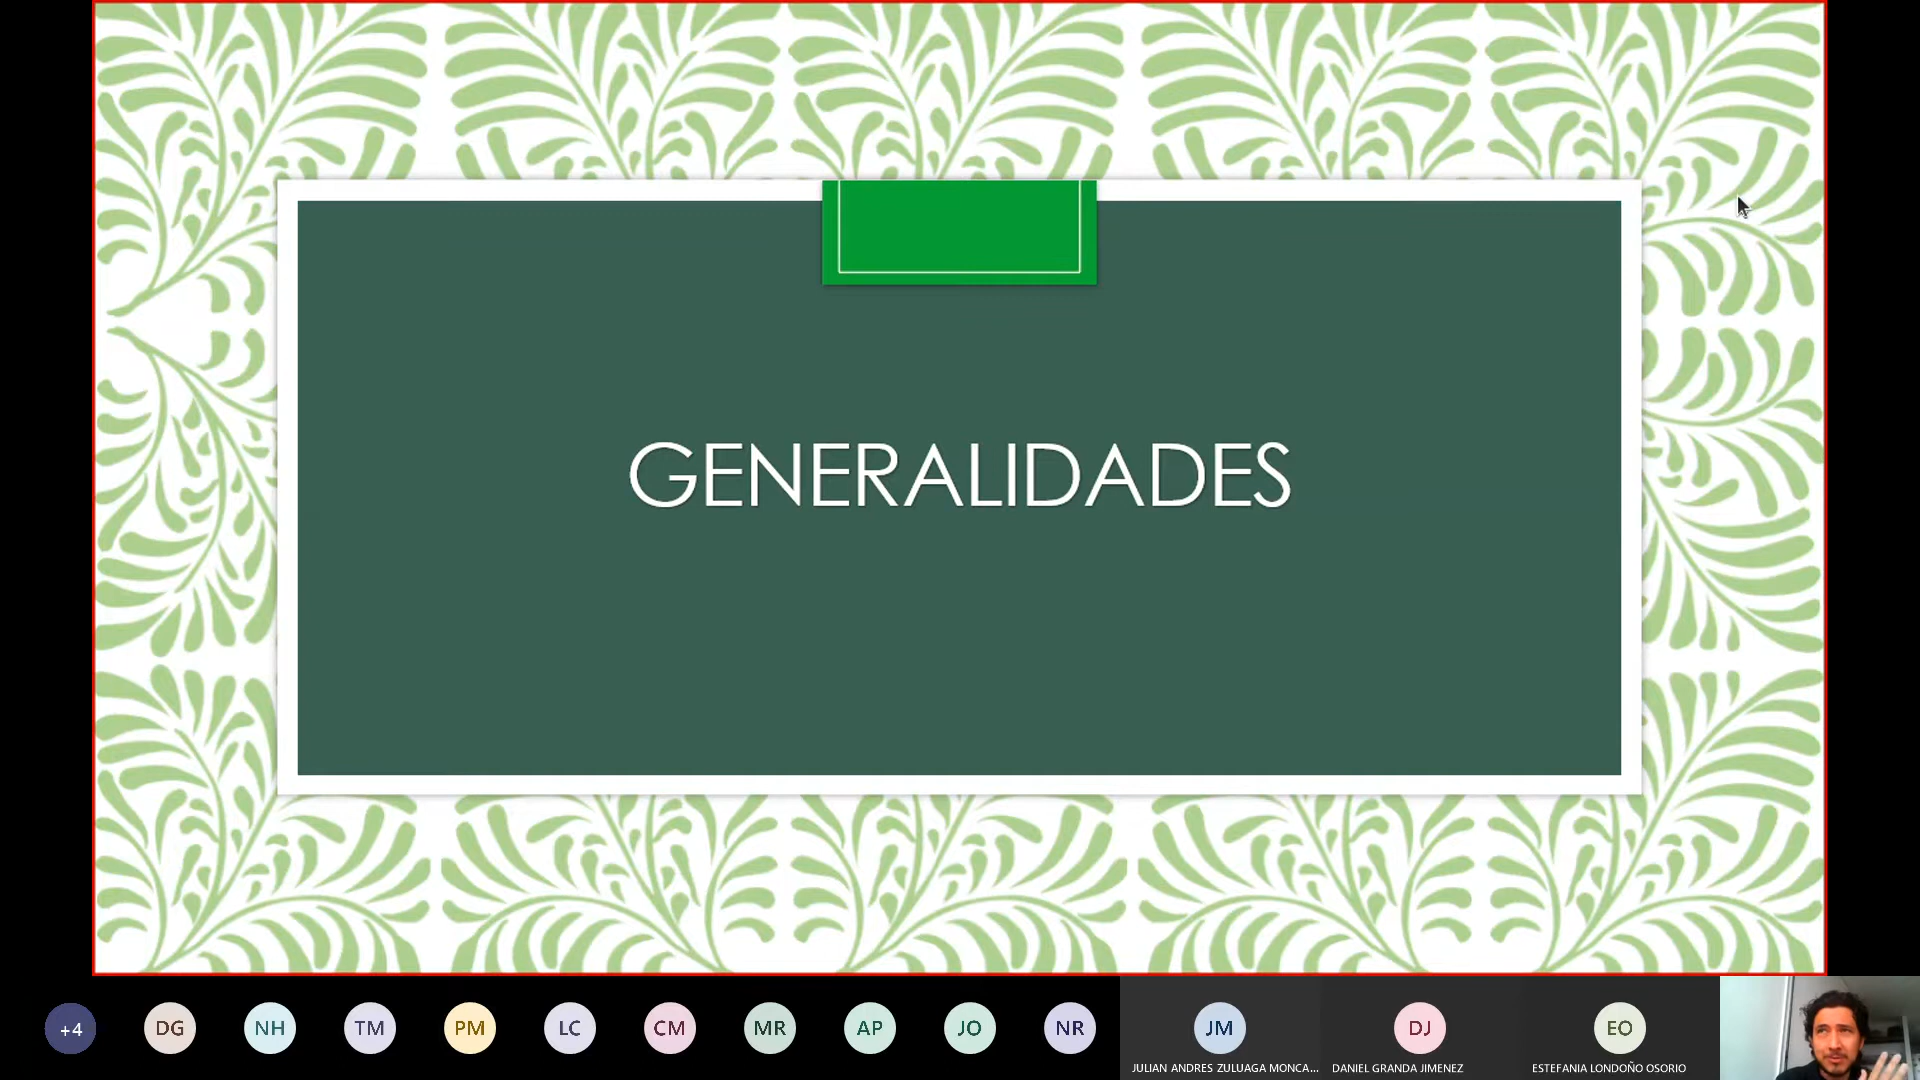 GENERALIDADES
+4
DG
NH
TM
PM
LC
CM
MR
AP
JO
NR
JM
DJ
EO
JULIAN ANDRES ZULUAGA MONCA...
DANIEL GRANDA JIMENEZ
ESTEFANIA LONDOÑO OSORIO